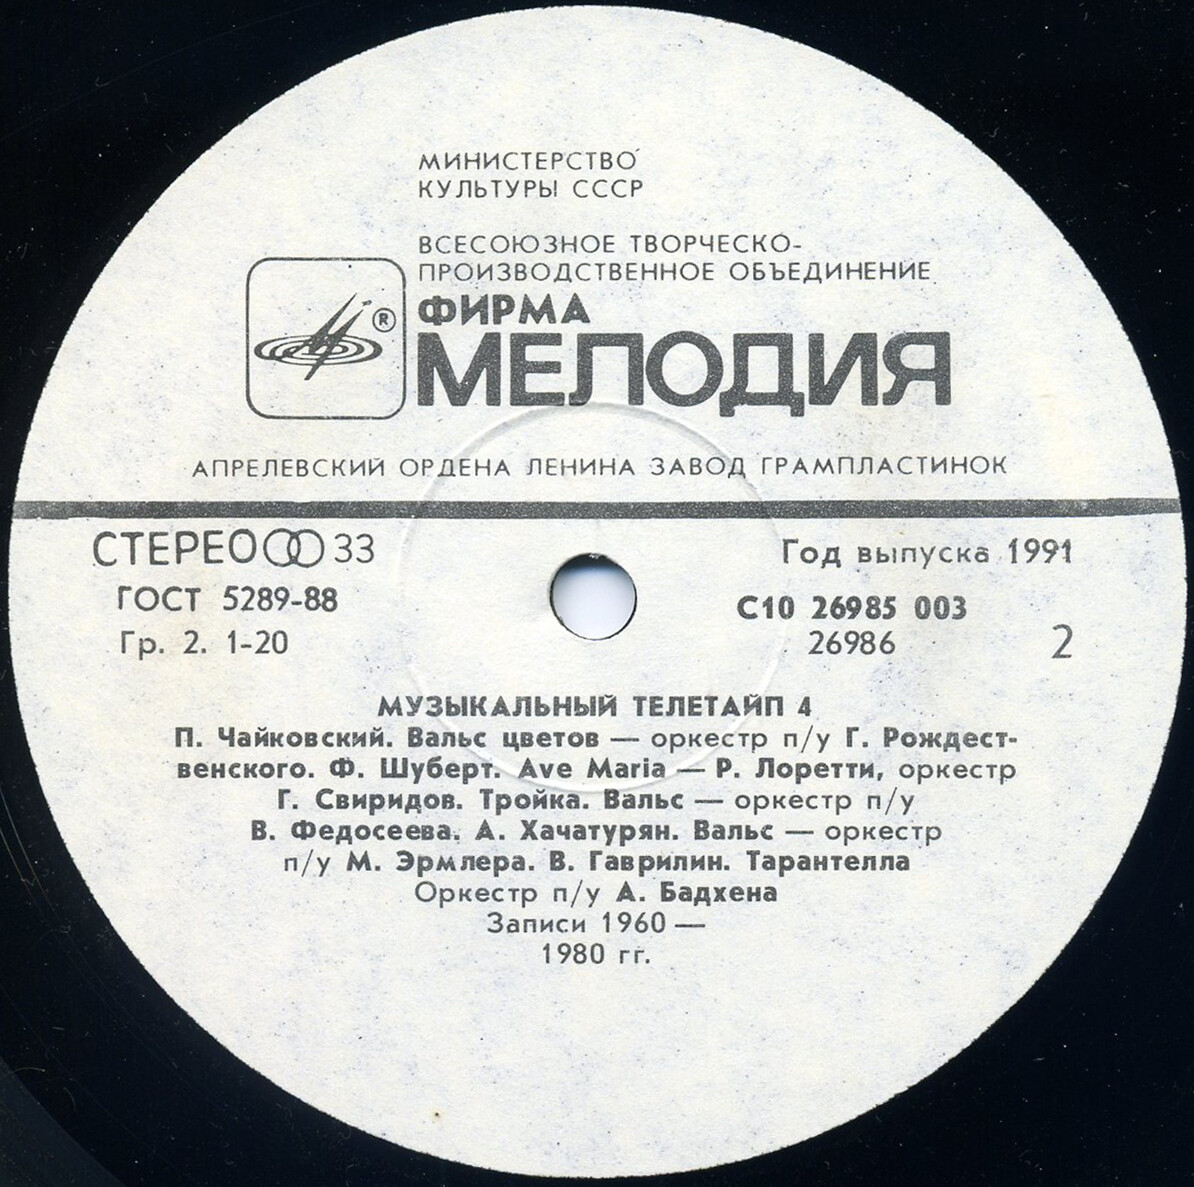 МИНИСТЕРСТВО
КУЛЬТУРЫ СССР
ВСЕСОЮЗНОЕ ТВОРЧЕСКО-
ПРОИЗВОДСТВЕННОЕ ОБЪЕДИНЕНИЕ
ФИРМА
®
МЕЛОДИЯ
АПРЕЛЕВСКИЙ ОРДЕНА ЛЕНИНА ЗАВОД ГРАМПЛАСТИНОК
СТЕРЕО 33
Год выпуска 1991
ГОСТ 5289-88
С10 26985 003
Гр. 2. 1-20
26986
2
МУЗЫКАЛЬНЫЙ ТЕЛЕТАЙП 4
П. Чайковский. Вальс цветов — оркестр п/у Г. Рождест-
венского. Ф. Шуберт. Ave Maria — Р. Лоретти, оркестр
Г. Свиридов. Тройка. Вальс — оркестр п/у
В. Федосеева. А. Хачатурян. Вальс — оркестр
п/у М. Эрмлера. В. Гаврилин. Тарантелла
Оркестр п/у А. Бадхена
Записи 1960 —
1980 гг.